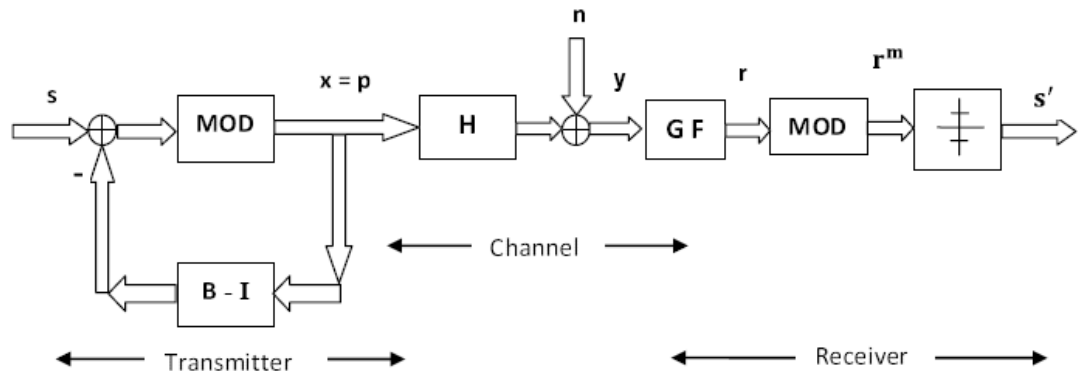 n
s
x = p
y
r
r^m
s′
MOD
H
G F
MOD
-
B - I
Channel
Transmitter
Receiver